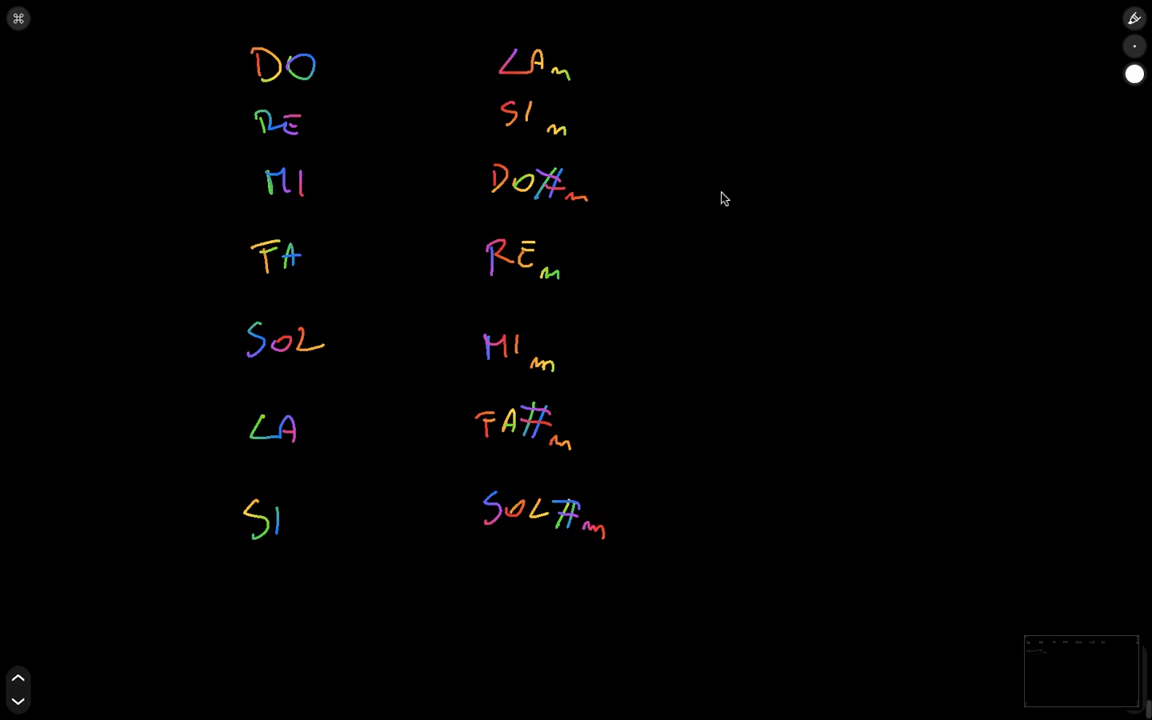 DO LAm
RE SIm
MI DO#m
FA REm
SOL MIm
LA FA#m
SI SOL#m